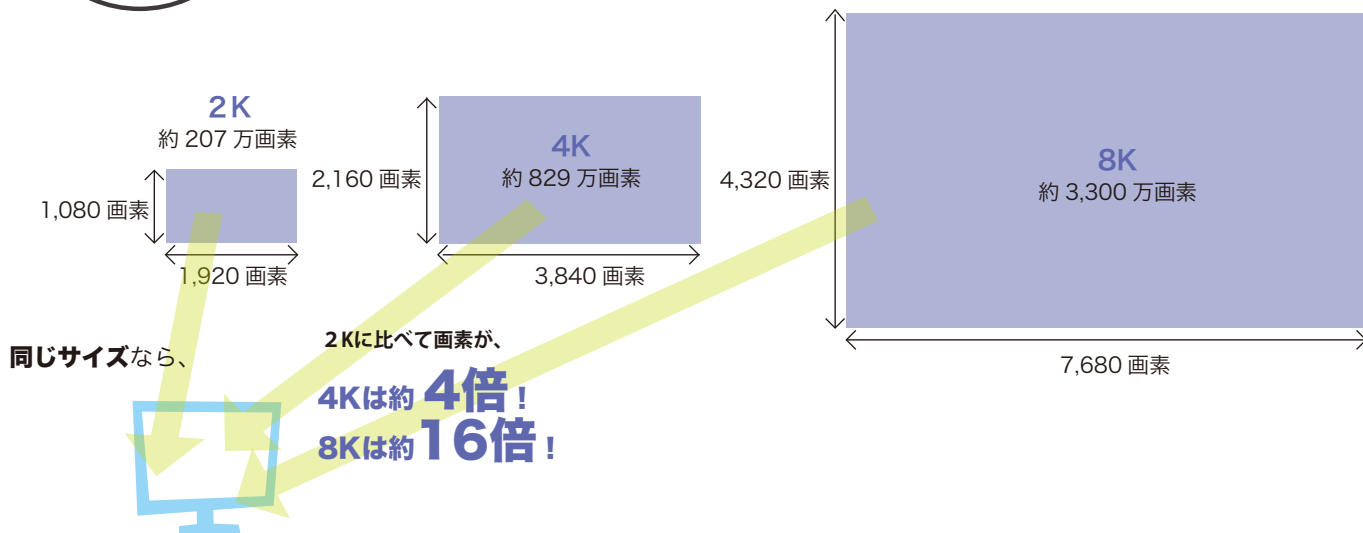 2K
約 207 万画素
1,080 画素
1,920 画素
4K
約 829 万画素
2,160 画素
3,840 画素
8K
約 3,300 万画素
4,320 画素
7,680 画素
同じサイズなら、
2Kに比べて画素が、
4Kは約 4倍!
8Kは約16倍!